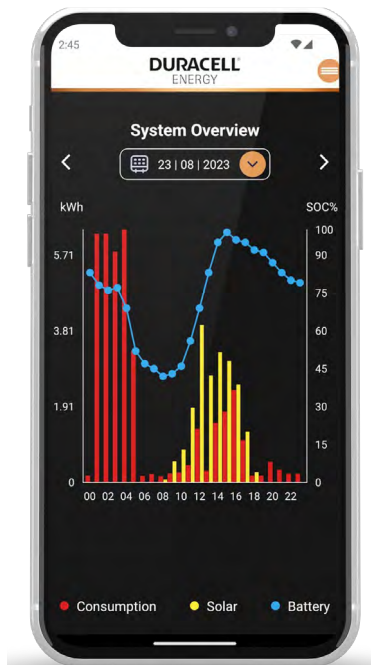 2:45
DURACELL
ENERGY
System Overview
23 | 08 | 2023
kWh
SOC%
5.71
3.81
1.91
0
100
90
75
60
45
30
15
0
00 02 04 06 08 10 12 14 16 18 20 22
Consumption Solar Battery